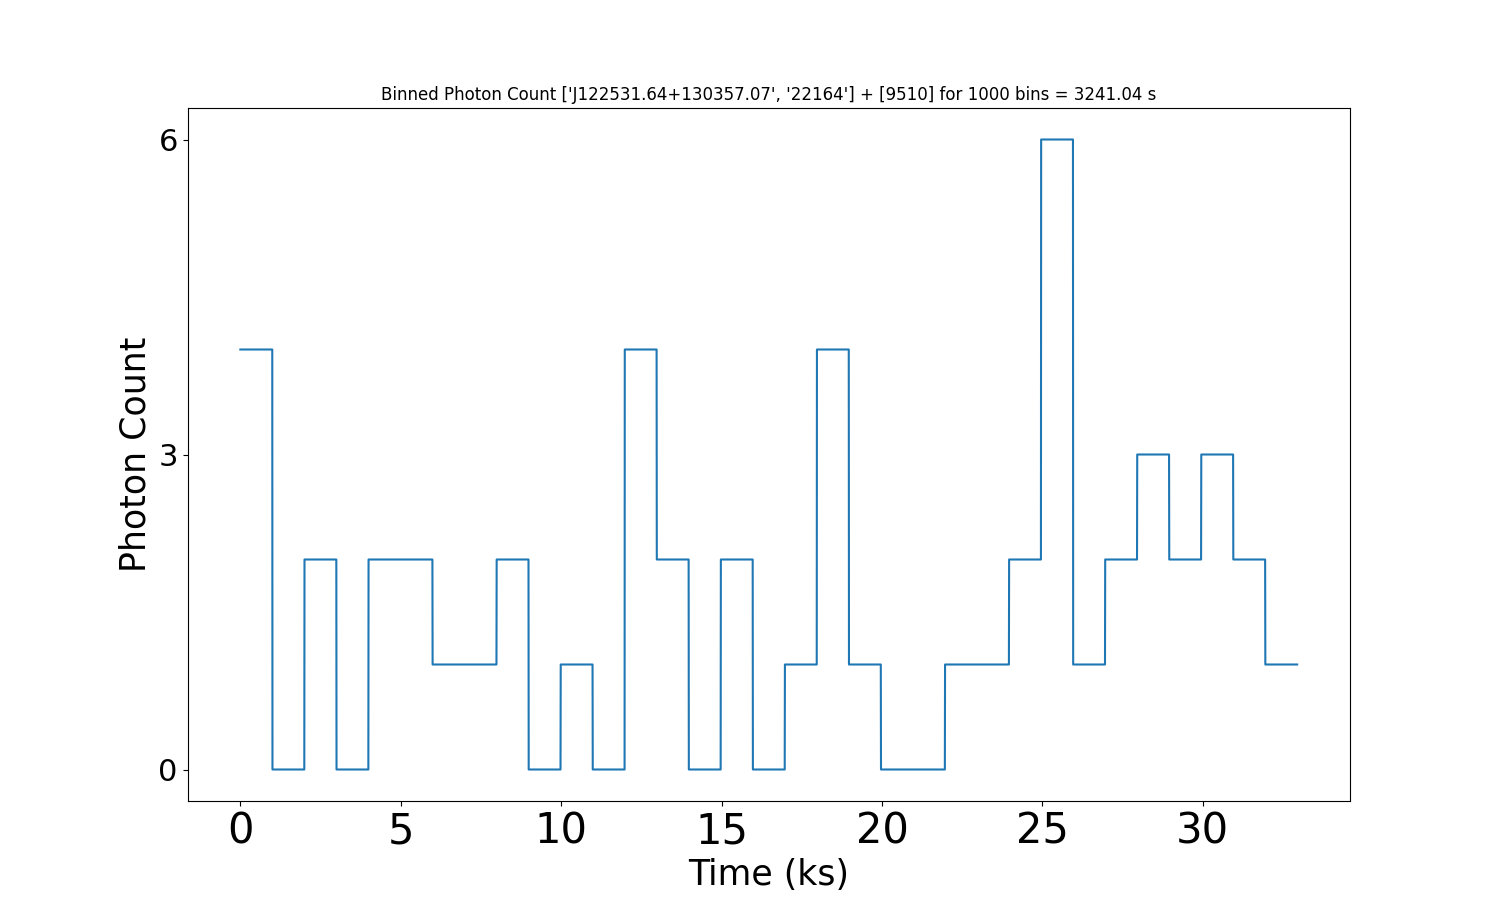 Binned Photon Count ['J122531.64+130357.07', '22164'] + [9510] for 1000 bins = 3241.04 s
6
3
0
Photon Count
0 5 10 15 20 25 30
Time (ks)